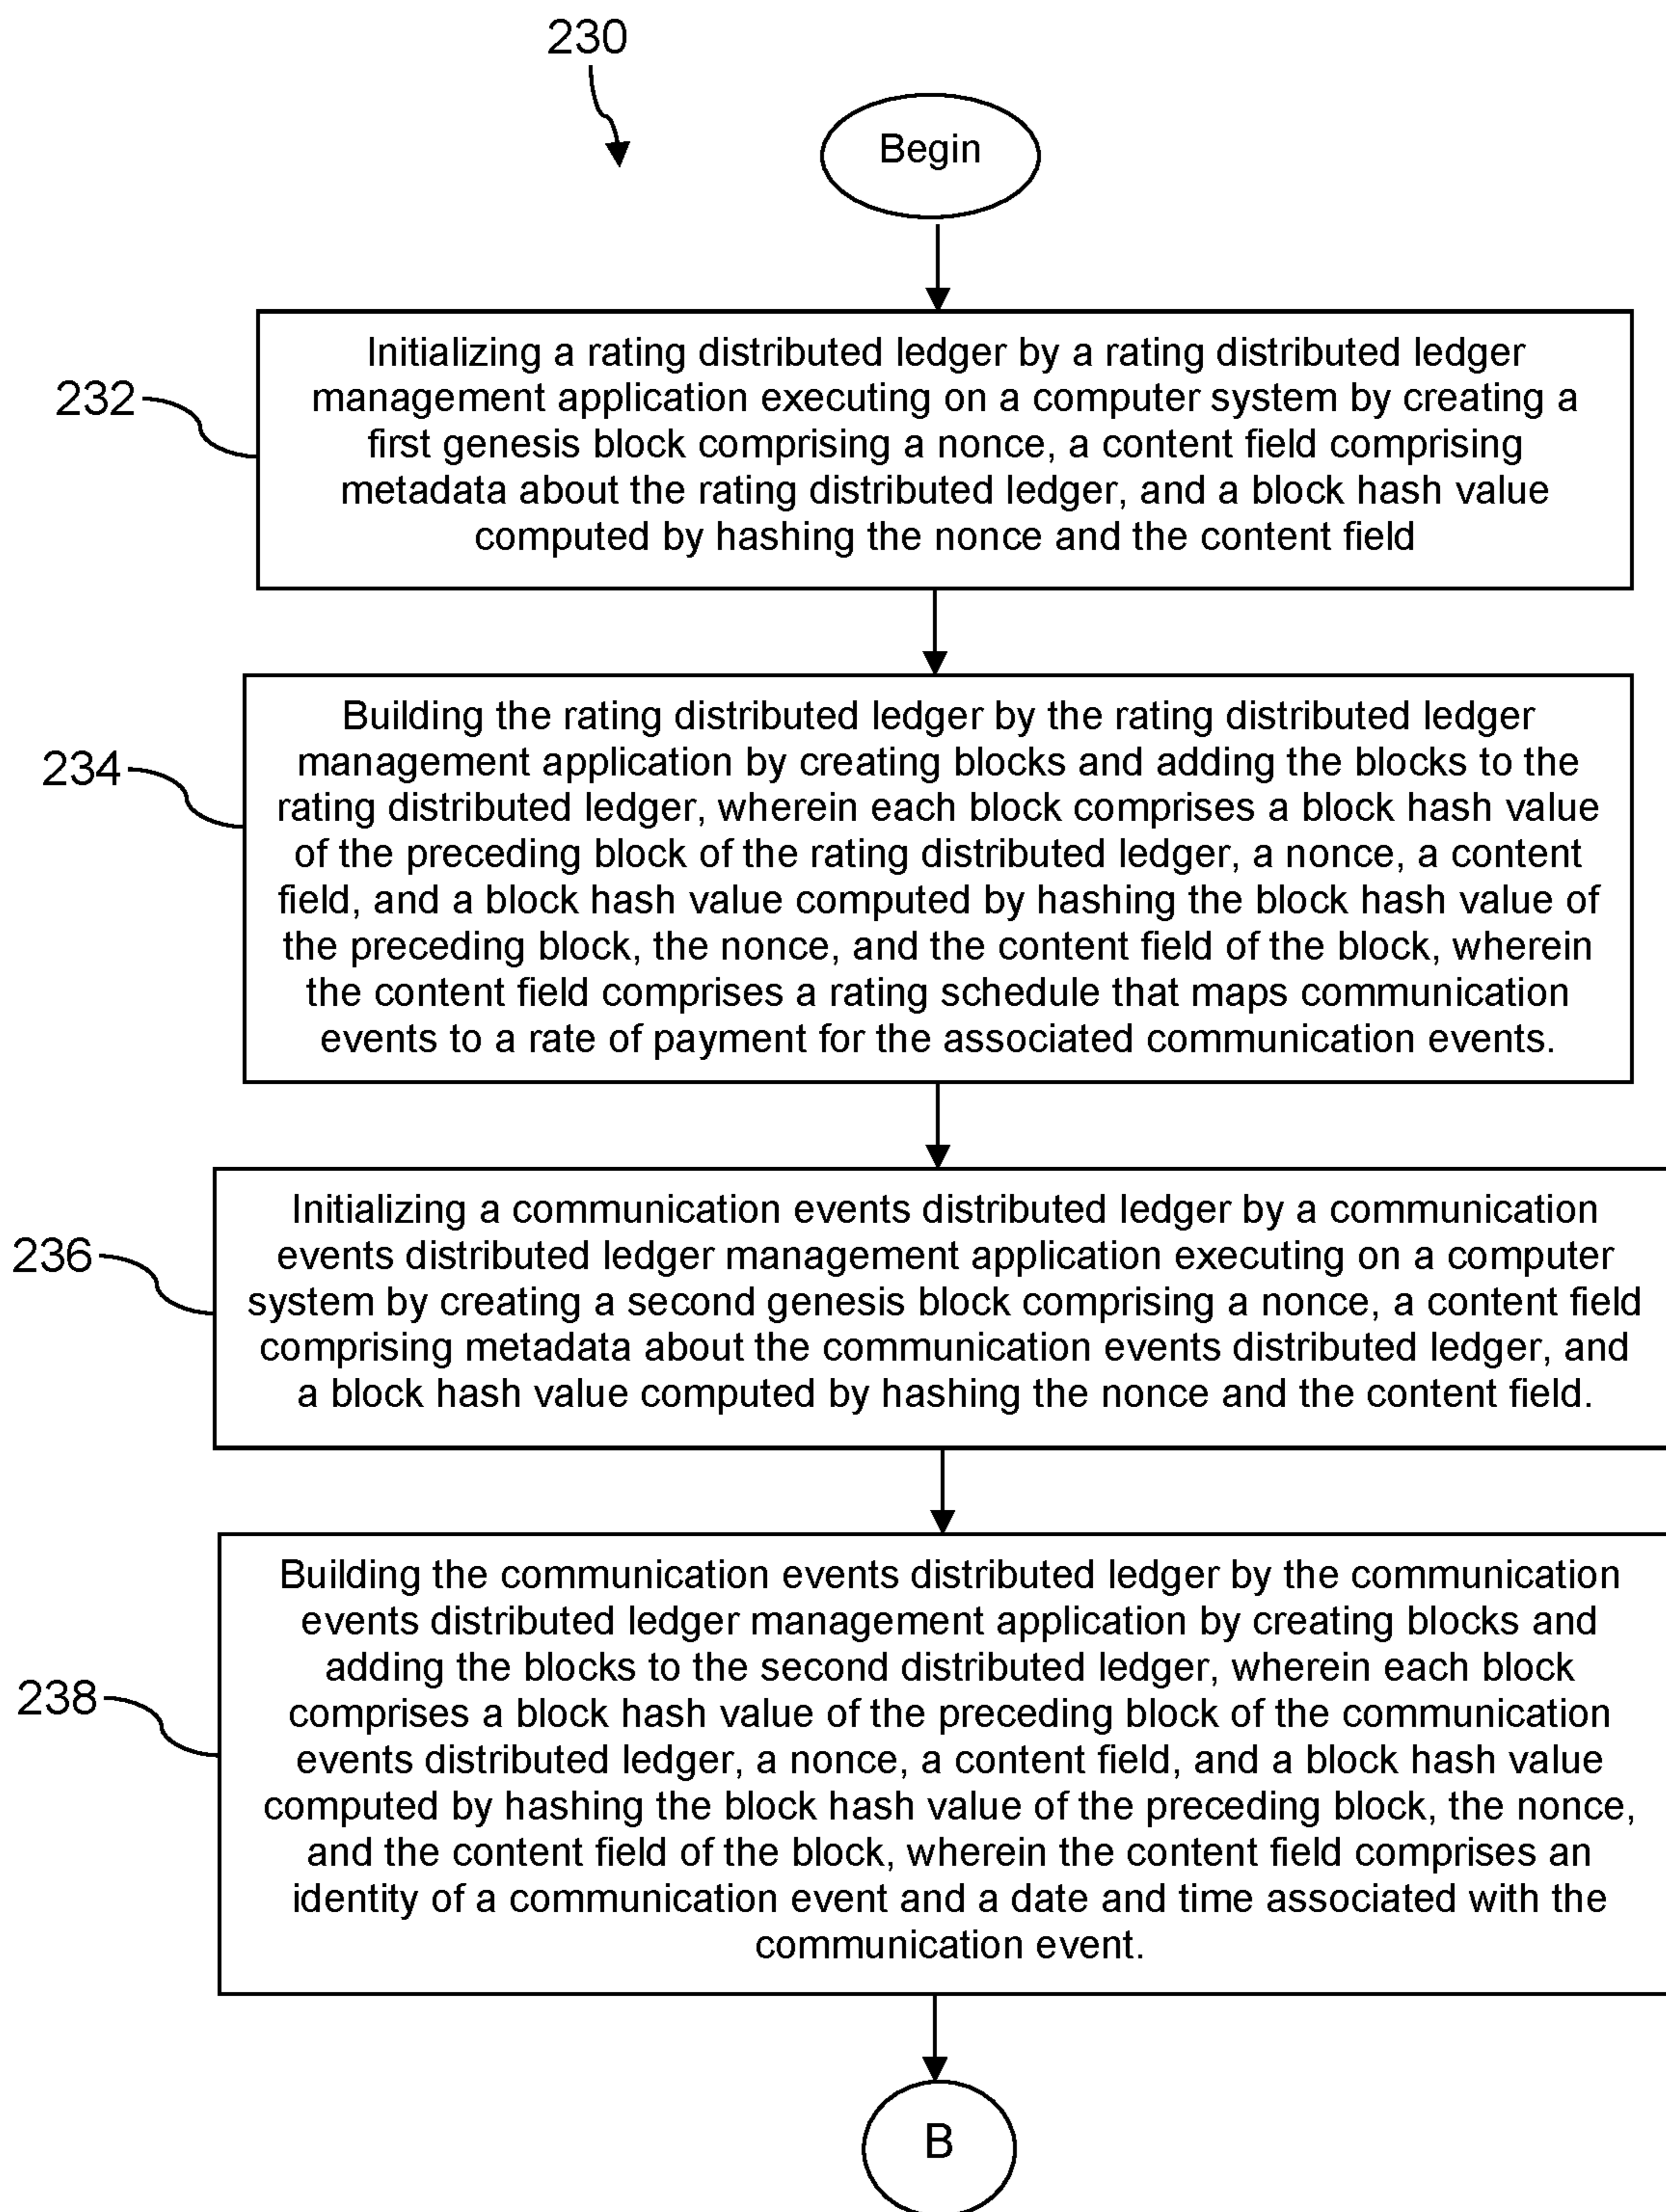 230
Begin
232
Initializing a rating distributed ledger by a rating distributed ledger
management application executing on a computer system by creating a
first genesis block comprising a nonce, a content field comprising
metadata about the rating distributed ledger, and a block hash value
computed by hashing the nonce and the content field
234
Building the rating distributed ledger by the rating distributed ledger
management application by creating blocks and adding the blocks to the
rating distributed ledger, wherein each block comprises a block hash value
of the preceding block of the rating distributed ledger, a nonce, a content
field, and a block hash value computed by hashing the block hash value of
the preceding block, the nonce, and the content field of the block, wherein
the content field comprises a rating schedule that maps communication
events to a rate of payment for the associated communication events.
236
Initializing a communication events distributed ledger by a communication
events distributed ledger management application executing on a computer
system by creating a second genesis block comprising a nonce, a content field
comprising metadata about the communication events distributed ledger, and
a block hash value computed by hashing the nonce and the content field.
238
Building the communication events distributed ledger by the communication
events distributed ledger management application by creating blocks and
adding the blocks to the second distributed ledger, wherein each block
comprises a block hash value of the preceding block of the communication
events distributed ledger, a nonce, a content field, and a block hash value
computed by hashing the block hash value of the preceding block, the nonce,
and the content field of the block, wherein the content field comprises an
identity of a communication event and a date and time associated with the
communication event.
B